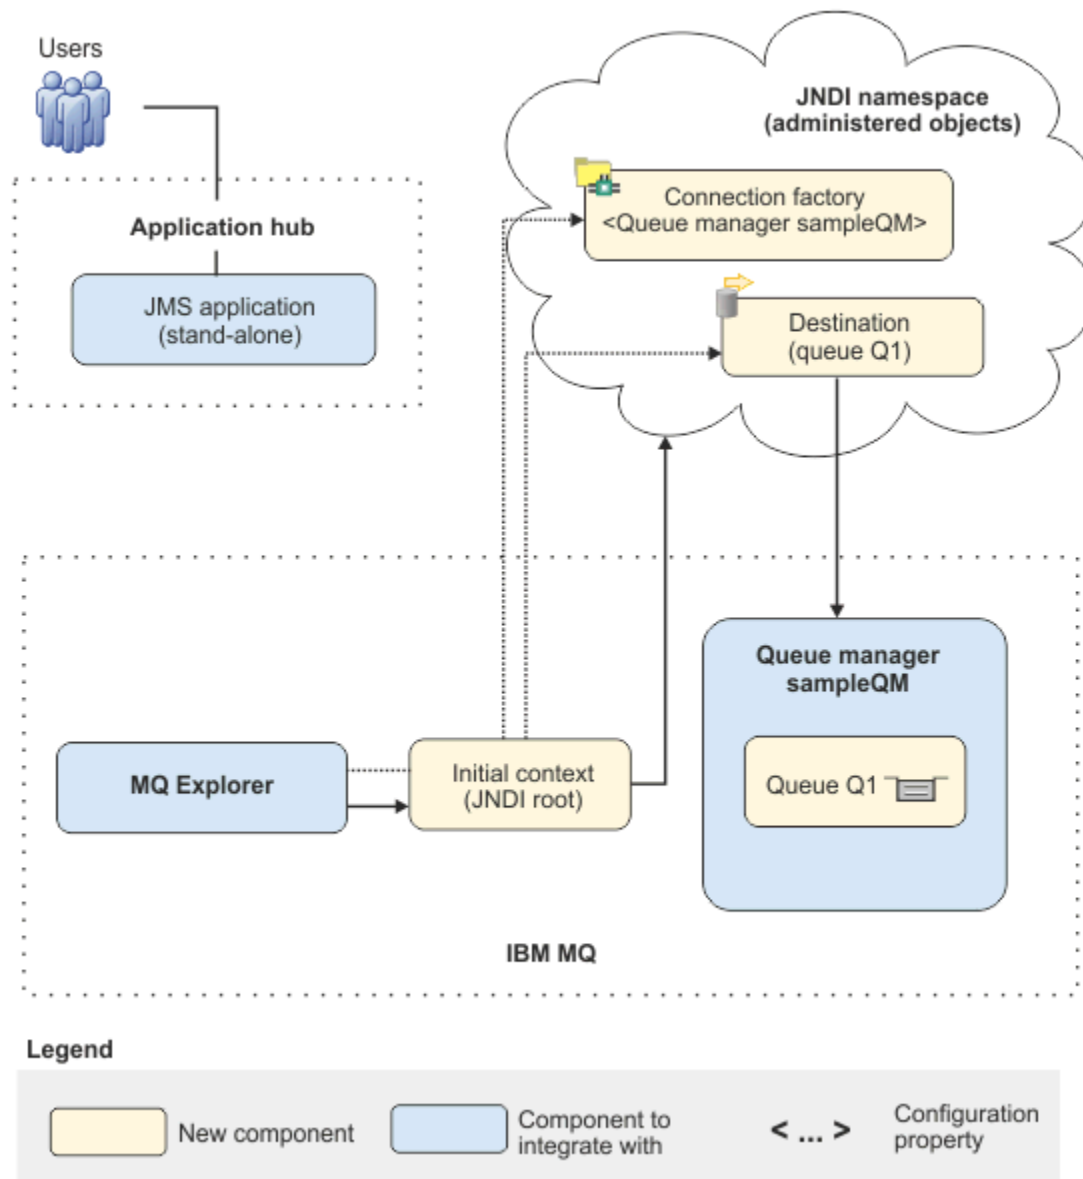 Users
JNDI namespace
(administered objects)
Connection factory
<Queue manager sampleQM>
Application hub
JMS application
(stand-alone)
Destination
(queue Q1)
Queue manager
sampleQM
MQ Explorer
Initial context
(JNDI root)
Queue Q1
IBM MQ
Legend
New component
Component to
integrate with
< ... >
Configuration
property